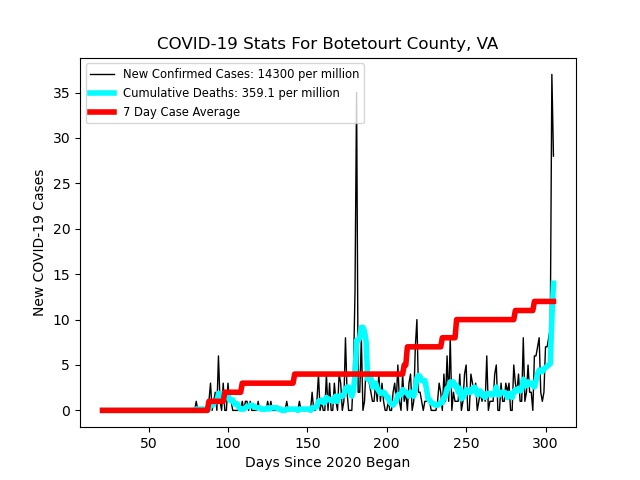 COVID-19 Stats For Botetourt County, VA
New Confirmed Cases: 14300 per million
Cumulative Deaths: 359.1 per million
7 Day Case Average
New COVID-19 Cases
35
30
25
20
15
10
5
0
50 100 150 200 250 300
Days Since 2020 Began